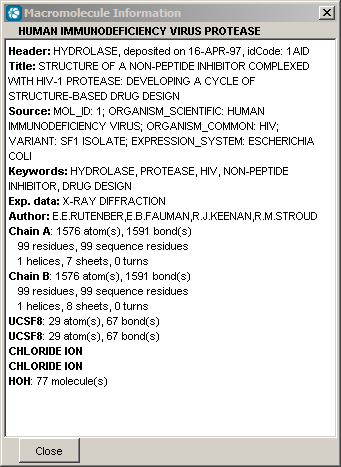 Macromolecule Information
HUMAN IMMUNODEFICIENCY VIRUS PROTEASE
Header: HYDROLASE, deposited on 16-APR-97, idCode: 1AID
Title: STRUCTURE OF A NON-PEPTIDE INHIBITOR COMPLEXED
WITH HIV-1 PROTEASE: DEVELOPING A CYCLE OF
STRUCTURE-BASED DRUG DESIGN
Source: MOL_ID: 1; ORGANISM_SCIENTIFIC: HUMAN
IMMUNODEFICIENCY VIRUS; ORGANISM_COMMON: HIV;
VARIANT: SF1 ISOLATE; EXPRESSION_SYSTEM: ESCHERICHIA
COLI
Keywords: HYDROLASE, PROTEASE, HIV, NON-PEPTIDE
INHIBITOR, DRUG DESIGN
Exp. data: X-RAY DIFFRACTION
Author: E.E.RUTENBER,E.B.FAUMAN,R.J.KEENAN,R.M.STROUD
Chain A: 1576 atom(s), 1591 bond(s)
99 residues, 99 sequence residues
1 helices, 7 sheets, 0 turns
Chain B: 1576 atom(s), 1591 bond(s)
99 residues, 99 sequence residues
1 helices, 8 sheets, 0 turns
UCSF8: 29 atom(s), 67 bond(s)
UCSF8: 29 atom(s), 67 bond(s)
CHLORIDE ION
CHLORIDE ION
HOH: 77 molecule(s)
Close